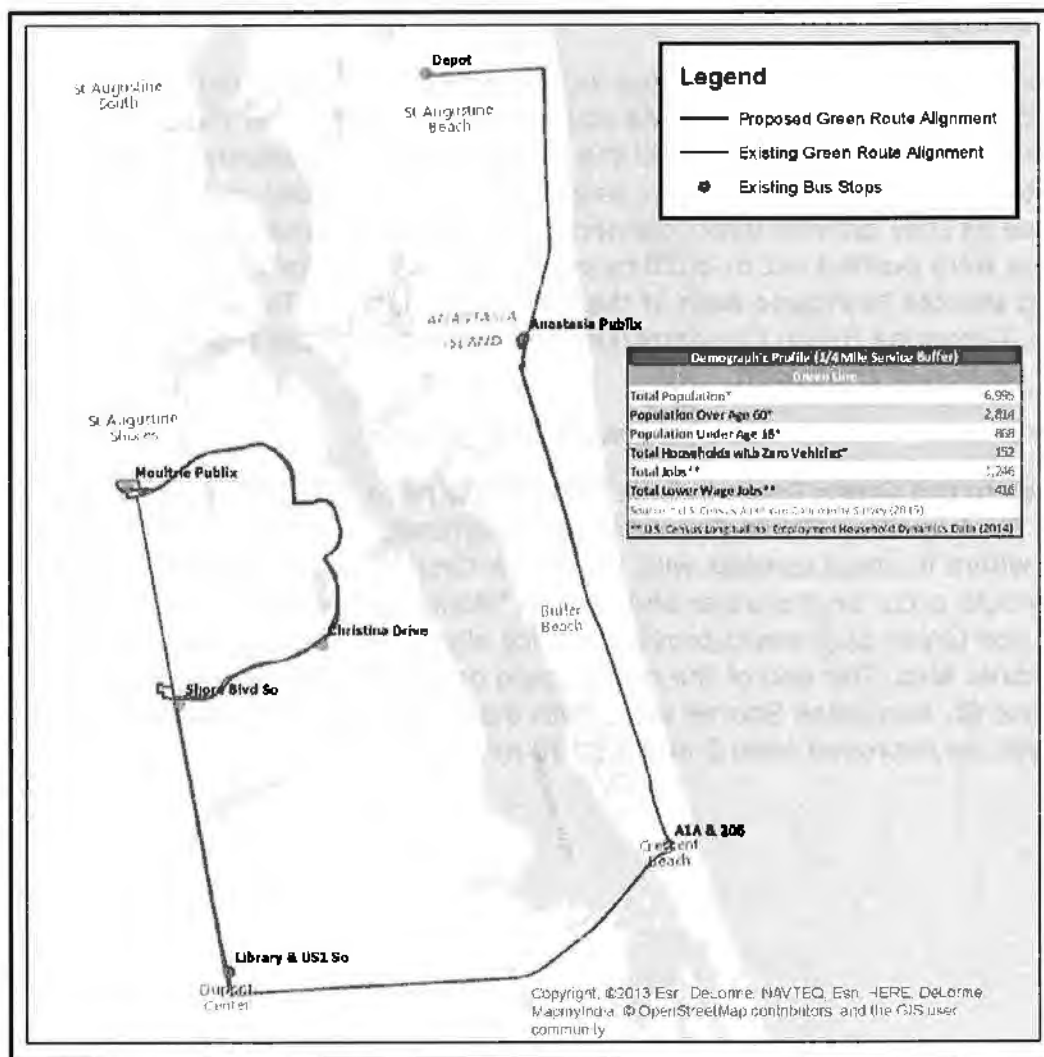 Depot
St Augustine
South
St Augustine
Beach
Legend
Proposed Green Route Alignment
Existing Green Route Alignment
Existing Bus Stops
ANASTASIA
ISLAND
Anastasia Publix
Demographic Profile (1/4 Mile Service Buffer)
Green Line
Total Population* 6,995
Population Over Age 60* 2,814
Population Under Age 18* 868
Total Households with Zero Vehicles* 152
Total Jobs** 1,246
Total Lower Wage Jobs** 416
Source: * U.S. Census American Community Survey (2015)
** U.S. Census Longitudinal Employment Household Dynamics Data (2014)
St Augustine
Shores
Moultrie Publix
Butler
Beach
Christina Drive
Shore Blvd So
A1A & 206
Crescent
Beach
Library & US1 So
Dupont
Center
Copyright, ©2013 Esri, DeLorme, NAVTEQ, Esri, HERE, DeLorme,
MapmyIndia, © OpenStreetMap contributors, and the GIS user
community